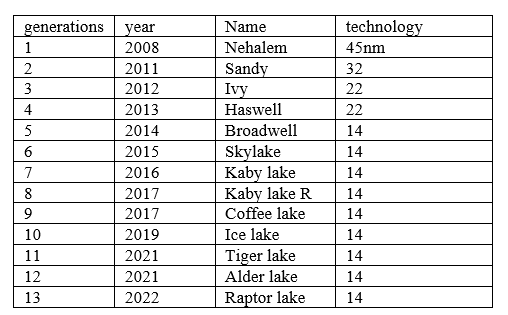 generations year Name technology
1 2008 Nehalem 45nm
2 2011 Sandy 32
3 2012 Ivy 22
4 2013 Haswell 22
5 2014 Broadwell 14
6 2015 Skylake 14
7 2016 Kaby lake 14
8 2017 Kaby lake R 14
9 2017 Coffee lake 14
10 2019 Ice lake 14
11 2021 Tiger lake 14
12 2021 Alder lake 14
13 2022 Raptor lake 14